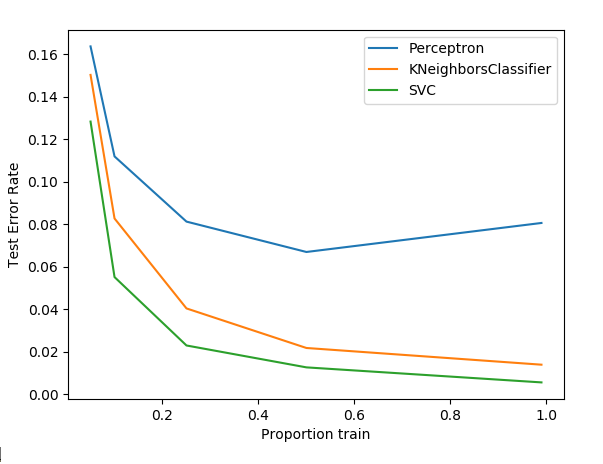 0.16
0.14
0.12
0.10
0.08
0.06
0.04
0.02
0.00
Test Error Rate
Perceptron
KNeighborsClassifier
SVC
0.2 0.4 0.6 0.8 1.0
Proportion train